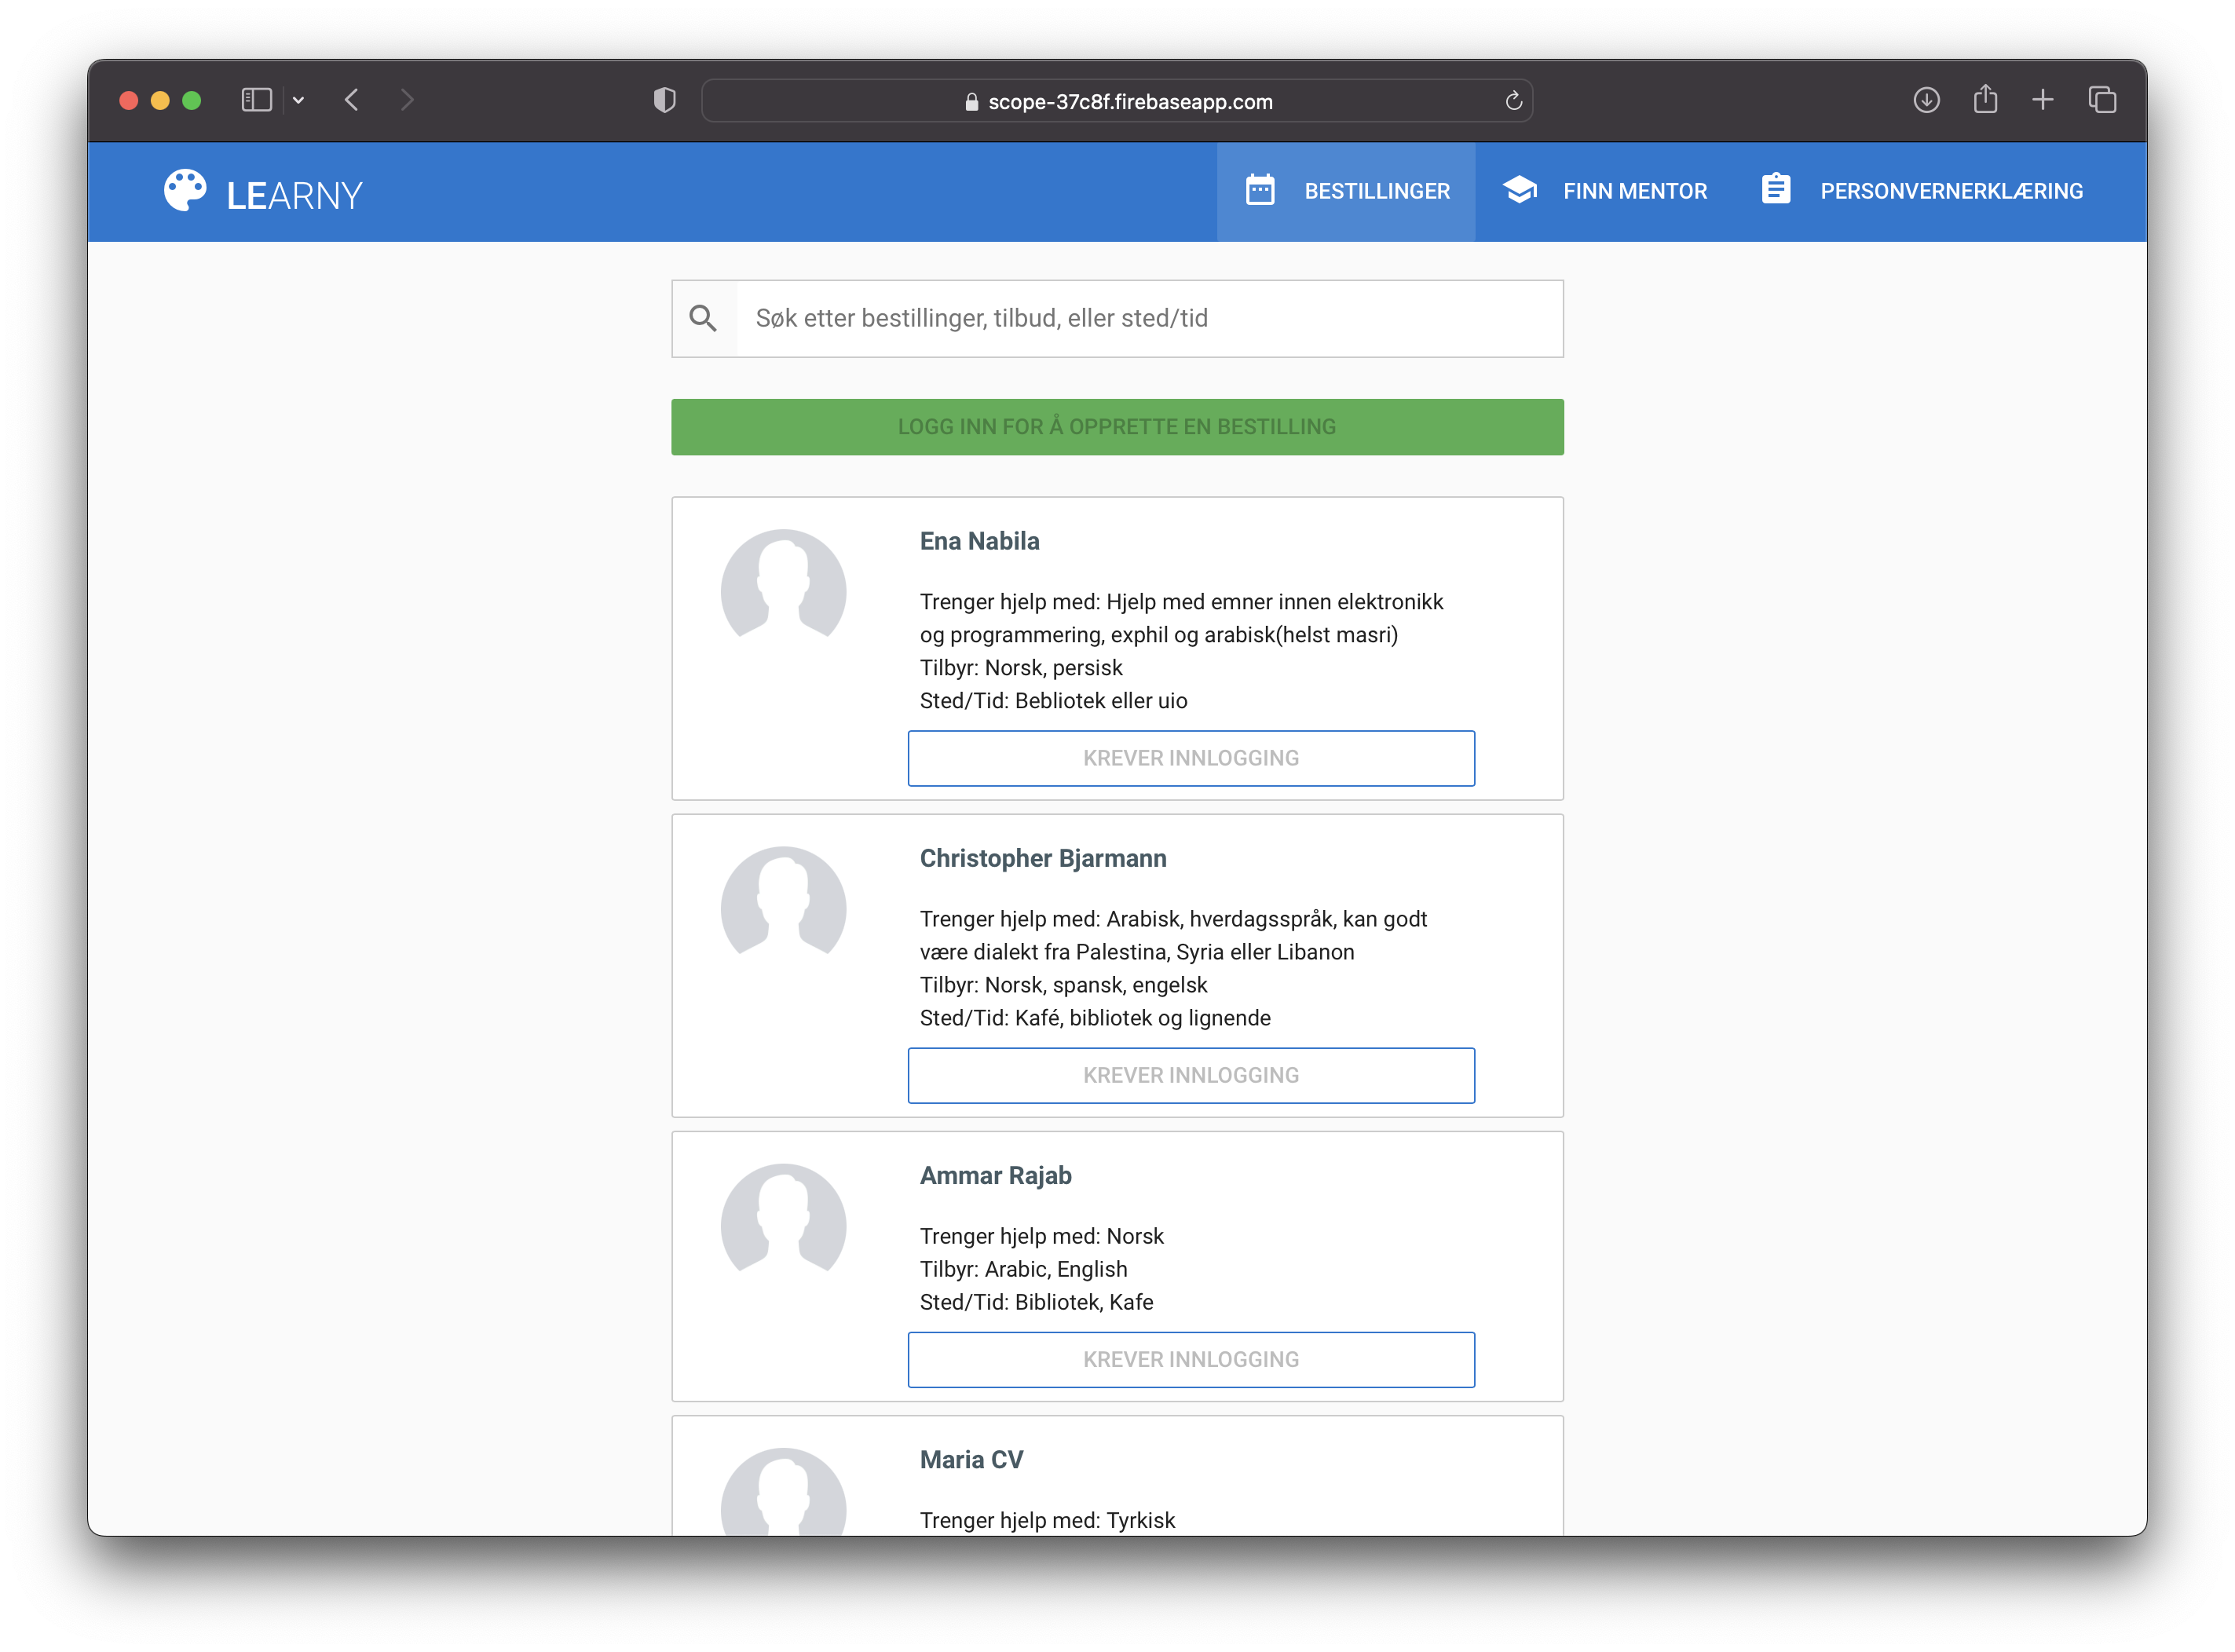 scope-37c8f.firebaseapp.com
LEARNY
BESTILLINGER
FINN MENTOR
PERSONVERNERKLÆRING
Søk etter bestillinger, tilbud, eller sted/tid
LOGG INN FOR Å OPPRETTE EN BESTILLING
Ena Nabila
Trenger hjelp med: Hjelp med emner innen elektronikk
og programmering, exphil og arabisk(helst masri)
Tilbyr: Norsk, persisk
Sted/Tid: Bebliotek eller uio
KREVER INNLOGGING
Christopher Bjarmann
Trenger hjelp med: Arabisk, hverdagsspråk, kan godt
være dialekt fra Palestina, Syria eller Libanon
Tilbyr: Norsk, spansk, engelsk
Sted/Tid: Kafé, bibliotek og lignende
KREVER INNLOGGING
Ammar Rajab
Trenger hjelp med: Norsk
Tilbyr: Arabic, English
Sted/Tid: Bibliotek, Kafe
KREVER INNLOGGING
Maria CV
Trenger hjelp med: Tyrkisk